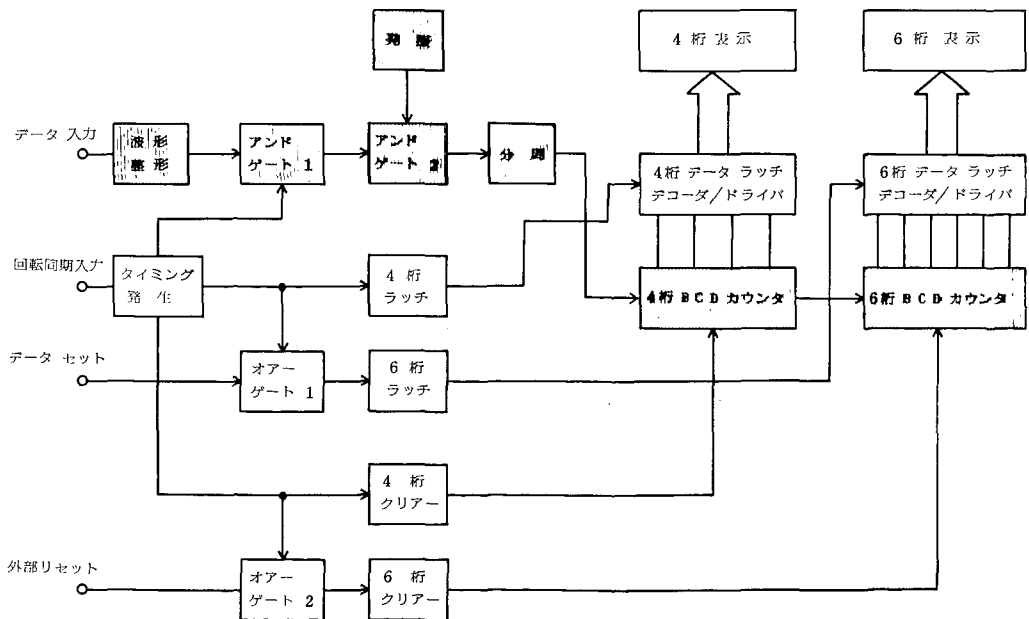 発振
4桁表示
6桁表示
データ入力
波形
整形
アンド
ゲート 1
アンド
ゲート 2
分周
4桁データ ラッチ
デコーダ/ドライバ
6桁データ ラッチ
デコーダ/ドライバ
回転同期入力
タイミング
発生
4桁
ラッチ
4桁BCDカウンタ
6桁BCDカウンタ
データ セット
オアー
ゲート 1
6桁
ラッチ
4桁
クリアー
外部リセット
オアー
ゲート 2
6桁
クリアー